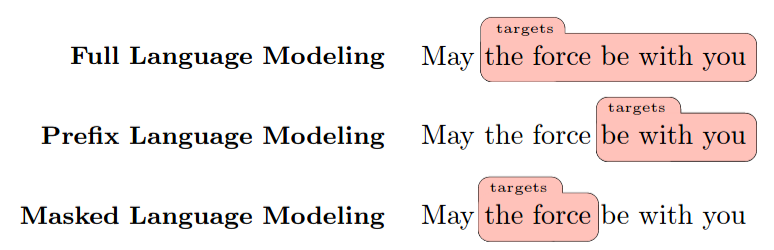 targets
Full Language Modeling May the force be with you
targets
Prefix Language Modeling May the force be with you
targets
Masked Language Modeling May the force be with you